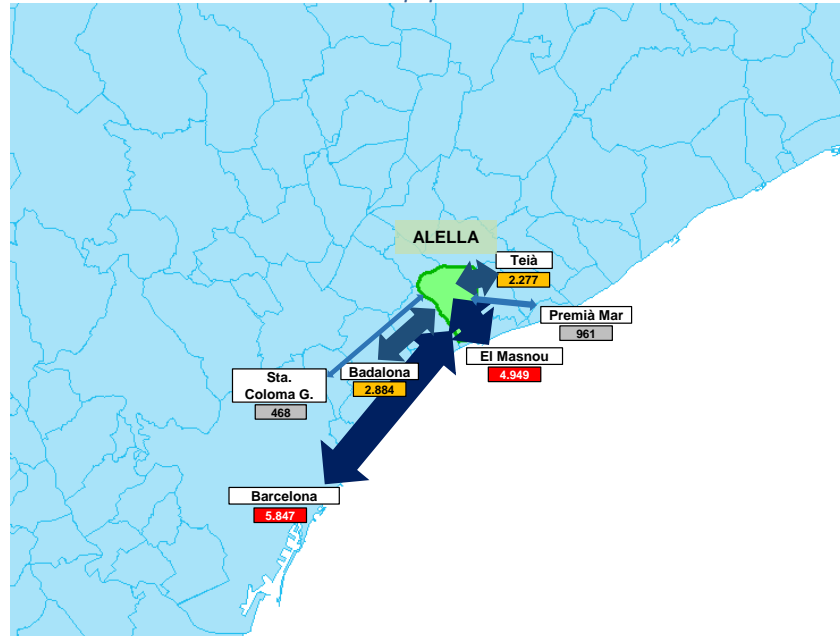 ALELLA
Teià
2.277
Premià Mar
961
El Masnou
4.949
Badalona
2.884
Sta.
Coloma G.
468
Barcelona
5.847